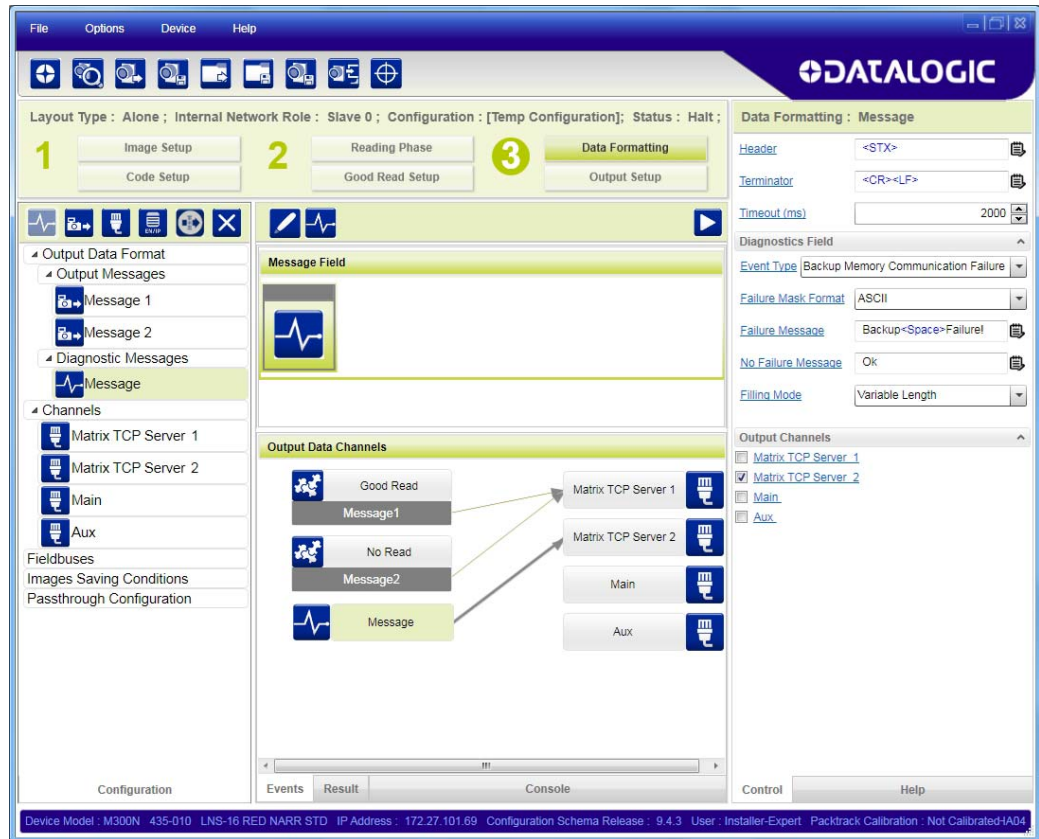 File Options Device Help
DATALOGIC
Layout Type : Alone ; Internal Network Role : Slave 0 ; Configuration : [Temp Configuration]; Status : Halt ;
1
Image Setup
Code Setup
2
Reading Phase
Good Read Setup
3
Data Formatting
Output Setup
EN/IP
Output Data Format
Output Messages
Message 1
Message 2
Diagnostic Messages
Message
Channels
Matrix TCP Server 1
Matrix TCP Server 2
Main
Aux
Fieldbuses
Images Saving Conditions
Passthrough Configuration
Configuration
Message Field
Output Data Channels
Good Read
Message1
No Read
Message2
Message
Matrix TCP Server 1
Matrix TCP Server 2
Main
Aux
Events Result Console
Data Formatting : Message
Header <STX>
Terminator <CR><LF>
Timeout (ms) 2000
Diagnostics Field
Event Type Backup Memory Communication Failure
Failure Mask Format ASCII
Failure Message Backup<Space>Failure!
No Failure Message Ok
Filling Mode Variable Length
Output Channels
Matrix TCP Server 1
Matrix TCP Server 2
Main
Aux
Control Help
Device Model : M300N 435-010 LNS-16 RED NARR STD IP Address : 172.27.101.69 Configuration Schema Release : 9.4.3 User : Installer-Expert Packtrack Calibration : Not Calibrated HA04